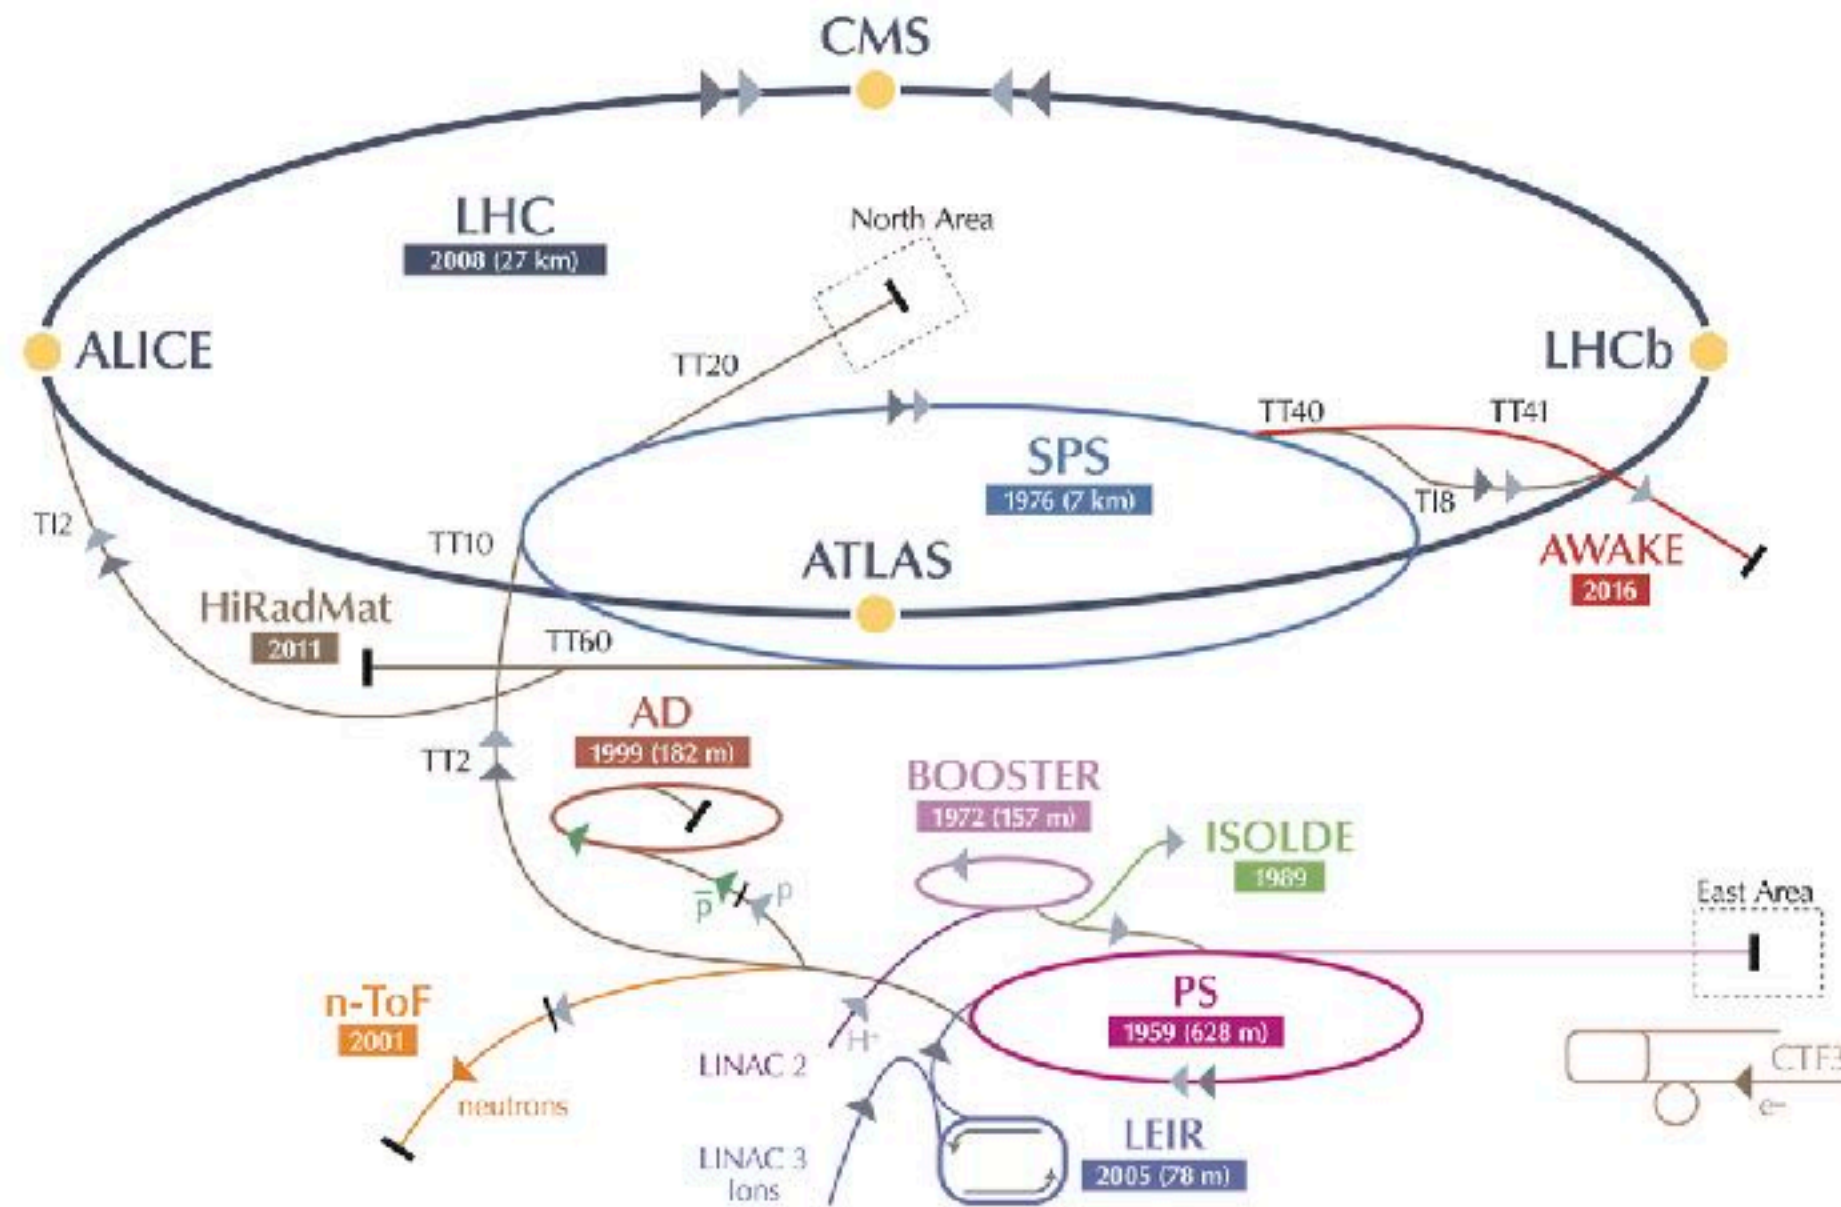 CMS
LHC
2008 (27 km)
North Area
ALICE
TT20
LHCb
TT40
TT41
SPS
1976 (7 km)
TI8
TI2
TT10
ATLAS
AWAKE
2016
HiRadMat
2011
TT60
AD
1999 (182 m)
TT2
BOOSTER
1972 (157 m)
ISOLDE
1989
p̅
p
East Area
n-ToF
2001
PS
1959 (628 m)
LINAC 2
H+
neutrons
CTF3
e–
LEIR
2005 (78 m)
LINAC 3
Ions